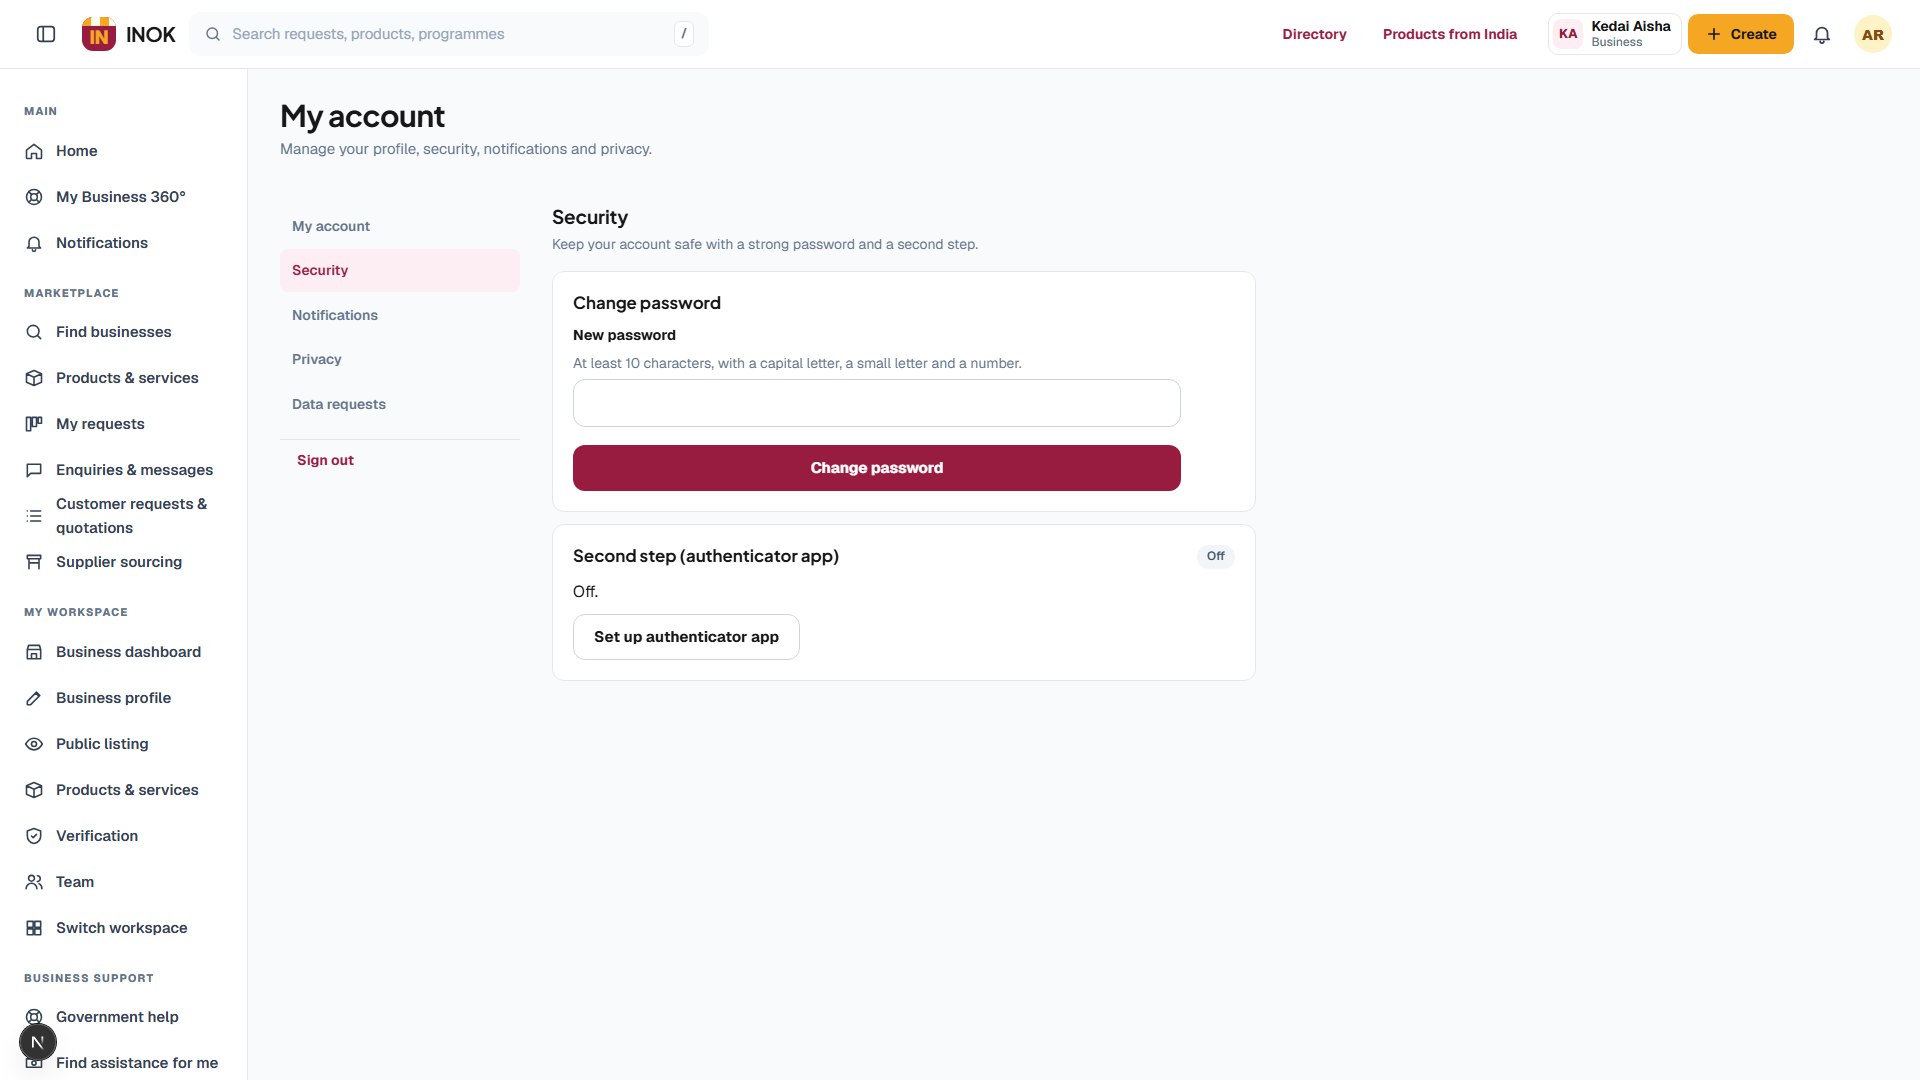 IN INOK
Search requests, products, programmes
/
Directory
Products from India
KA
Kedai Aisha
Business
Create
AR
MAIN
Home
My Business 360°
Notifications
MARKETPLACE
Find businesses
Products & services
My requests
Enquiries & messages
Customer requests &
quotations
Supplier sourcing
MY WORKSPACE
Business dashboard
Business profile
Public listing
Products & services
Verification
Team
Switch workspace
BUSINESS SUPPORT
Government help
N
Find assistance for me
My account
Manage your profile, security, notifications and privacy.
My account
Security
Notifications
Privacy
Data requests
Sign out
Security
Keep your account safe with a strong password and a second step.
Change password
New password
At least 10 characters, with a capital letter, a small letter and a number.
Change password
Second step (authenticator app)
Off
Off.
Set up authenticator app